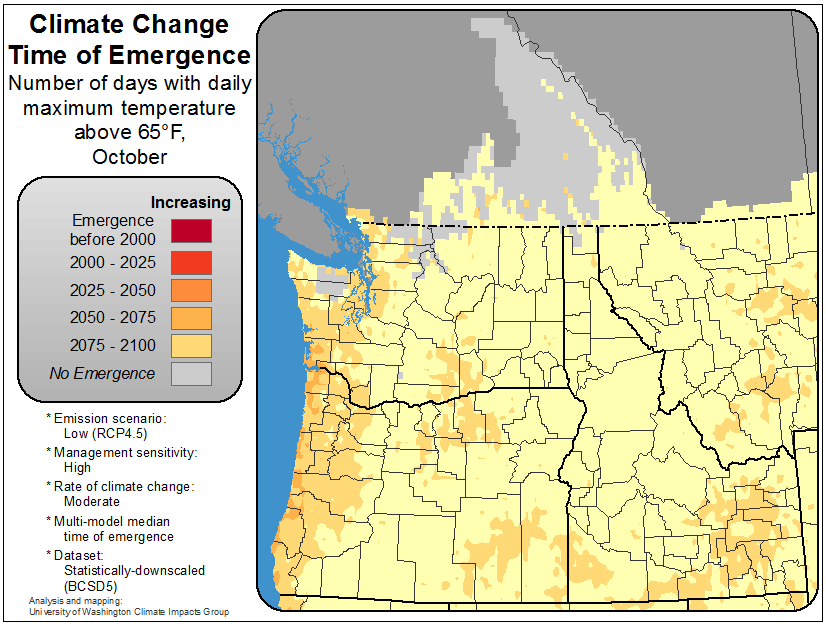 Climate Change
Time of Emergence
Number of days with daily
maximum temperature
above 65°F,
October
Increasing
Emergence
before 2000
2000 - 2025
2025 - 2050
2050 - 2075
2075 - 2100
No Emergence
* Emission scenario:
Low (RCP4.5)
* Management sensitivity:
High
* Rate of climate change:
Moderate
* Multi-model median
time of emergence
* Dataset:
Statistically-downscaled
(BCSD5)
Analysis and mapping:
University of Washington Climate Impacts Group